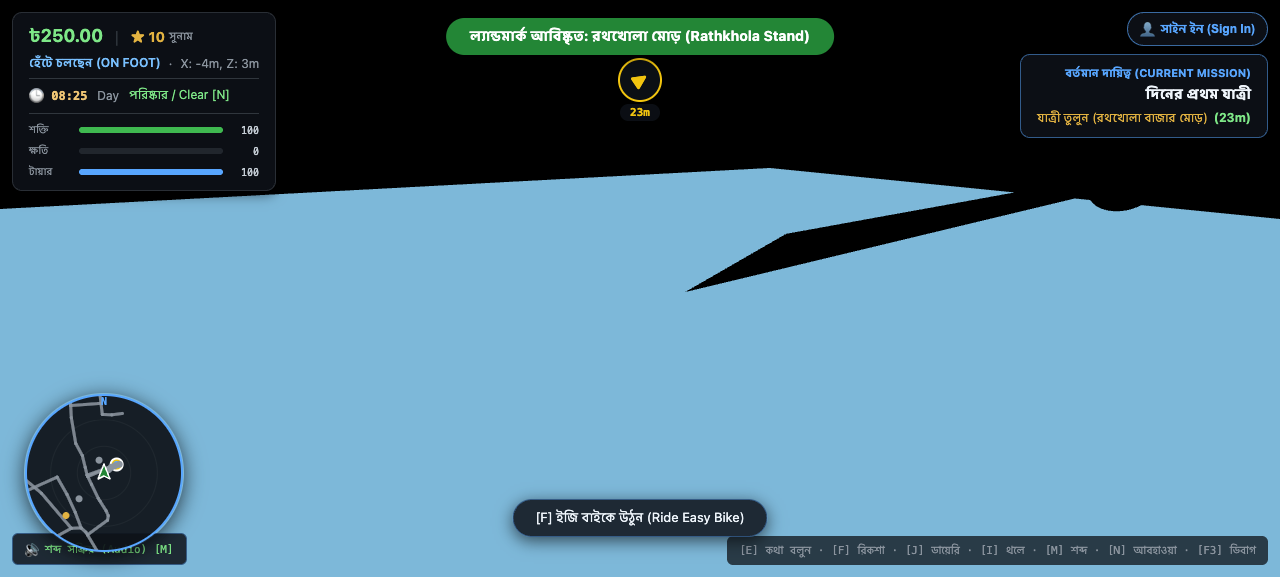 ৳250.00 | ⭐ 10 সুনাম
হেঁটে চলছেন (ON FOOT) · X: -4m, Z: 3m
08:25 Day পরিষ্কার / Clear [N]
শক্তি 100
ক্ষতি 0
টায়ার 100
ল্যান্ডমার্ক আবিষ্কৃত: রথখোলা মোড় (Rathkhola Stand)
23m
সাইন ইন (Sign In)
বর্তমান দায়িত্ব (CURRENT MISSION)
দিনের প্রথম যাত্রী
যাত্রী তুলুন (রথখোলা বাজার মোড়) (23m)
N
শব্দ [M]
[F] ইজি বাইকে উঠুন (Ride Easy Bike)
[E] কথা বলুন · [F] রিকশা · [J] ডায়েরি · [I] থলে · [M] শব্দ · [N] আবহাওয়া · [F3] ডিবাগ